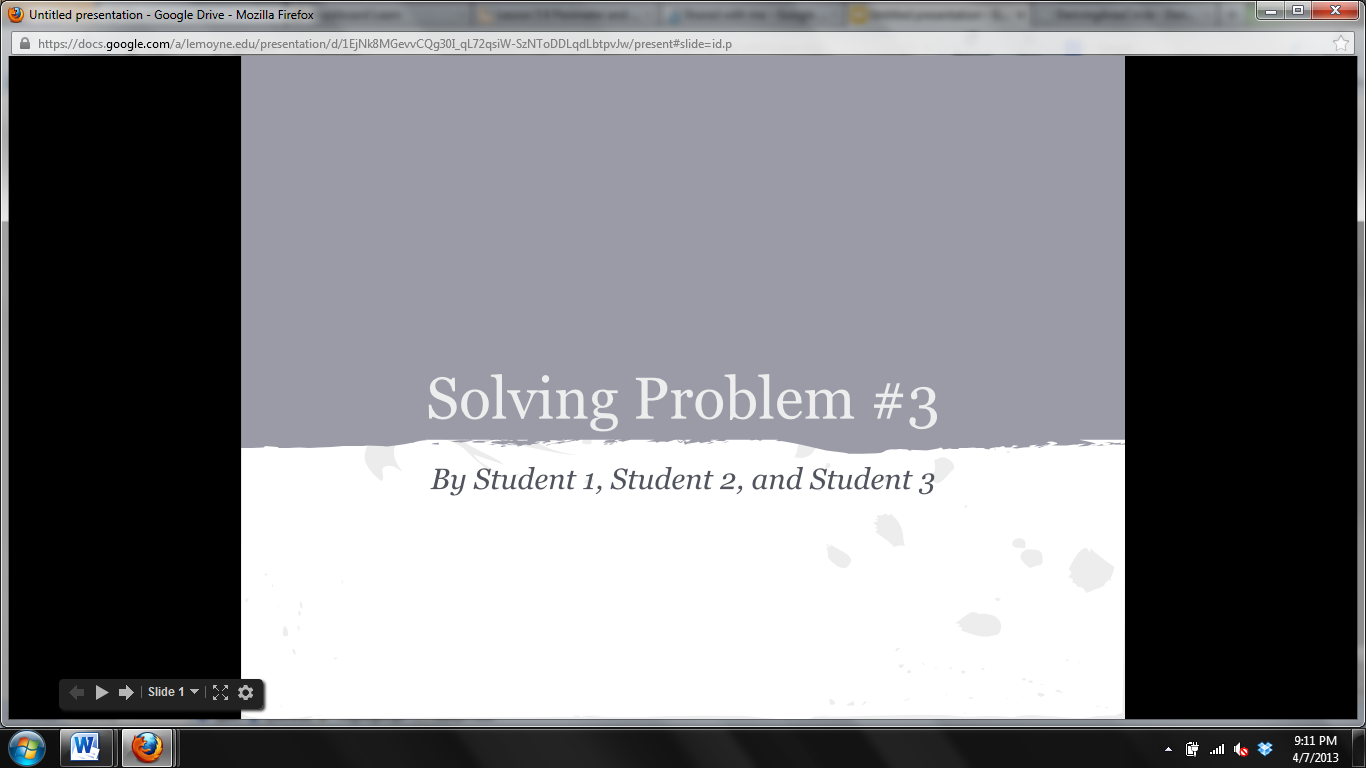 Untitled presentation - Google Drive - Mozilla Firefox
https://docs.google.com/a/lemoyne.edu/presentation/d/1EjNk8MGevvCQg30I_qL72qsiW-SzNToDDLqdLbtpvJw/present#slide=id.p
Solving Problem #3
By Student 1, Student 2, and Student 3
Slide 1
9:11 PM
4/7/2013